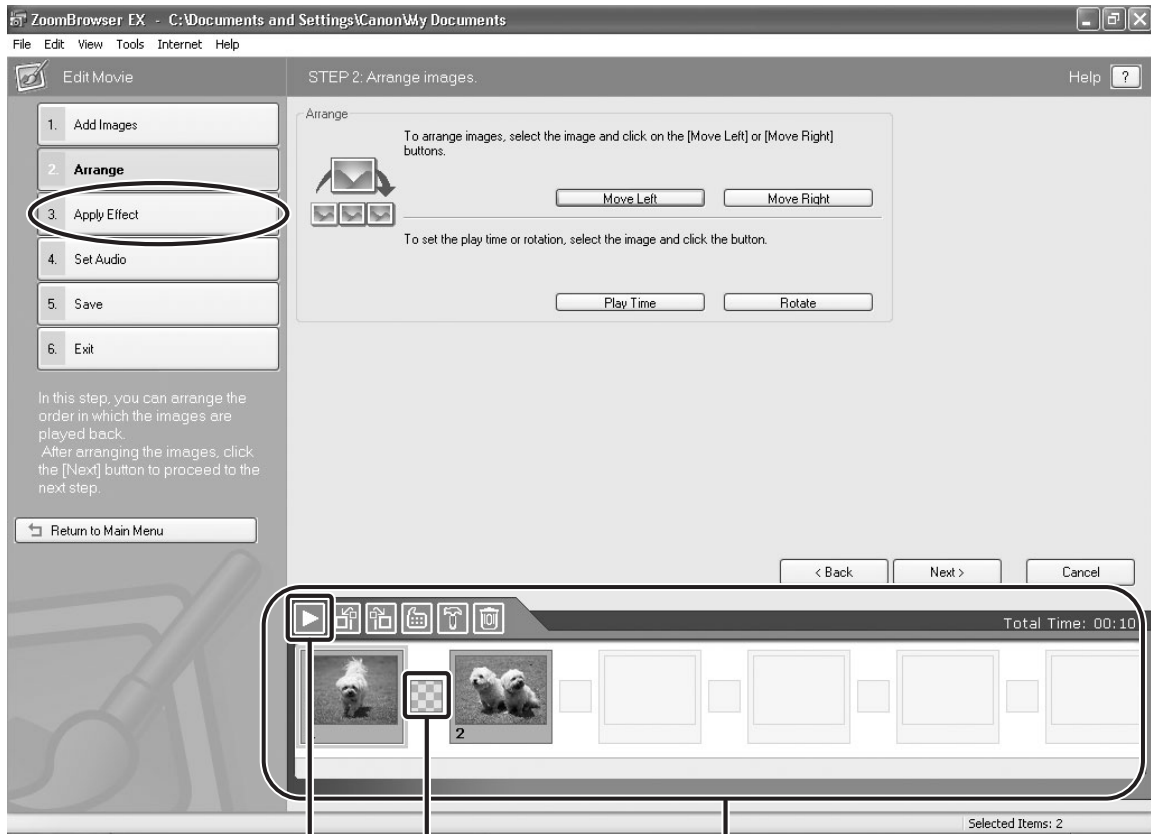 ZoomBrowser EX - C:\Documents and Settings\Canon\My Documents
File Edit View Tools Internet Help
Edit Movie
STEP 2: Arrange images.
Help ?
1. Add Images
2. Arrange
3. Apply Effect
4. Set Audio
5. Save
6. Exit
In this step, you can arrange the
order in which the images are
played back.
After arranging the images, click
the [Next] button to proceed to the
next step.
Return to Main Menu
Arrange
To arrange images, select the image and click on the [Move Left] or [Move Right]
buttons.
Move Left Move Right
To set the play time or rotation, select the image and click the button.
Play Time Rotate
< Back Next > Cancel
Total Time: 00:10
2
Selected Items: 2